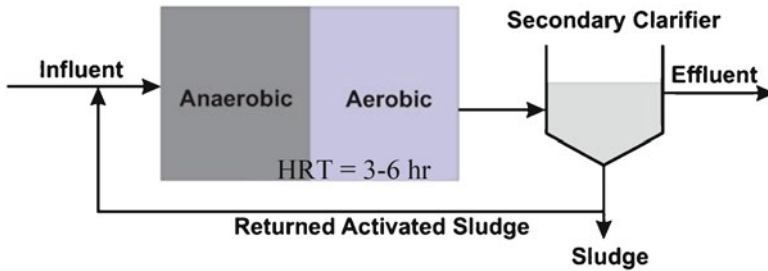 Secondary Clarifier
Influent
Effluent
Anaerobic
Aerobic
HRT = 3-6 hr
Returned Activated Sludge
Sludge